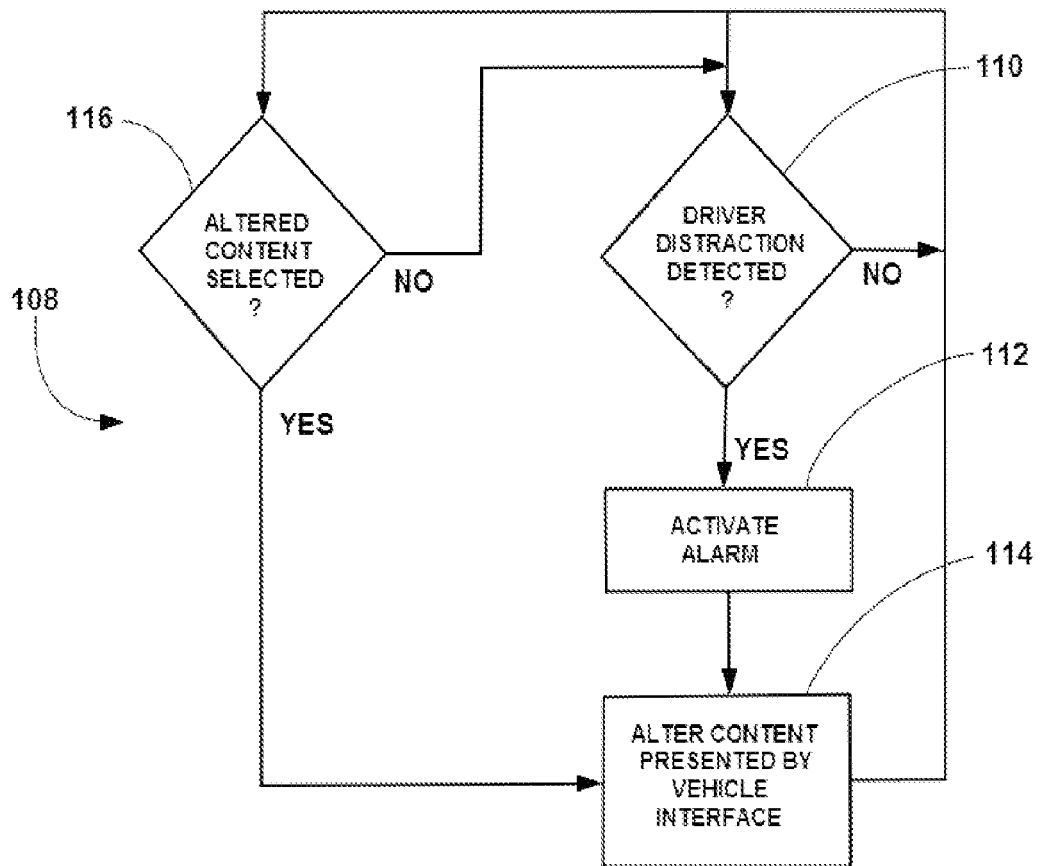 110
116
ALTERED
CONTENT
SELECTED
?
NO
DRIVER
DISTRACTION
DETECTED
?
NO
108
YES
112
YES
ACTIVATE
ALARM
114
ALTER CONTENT
PRESENTED BY
VEHICLE
INTERFACE